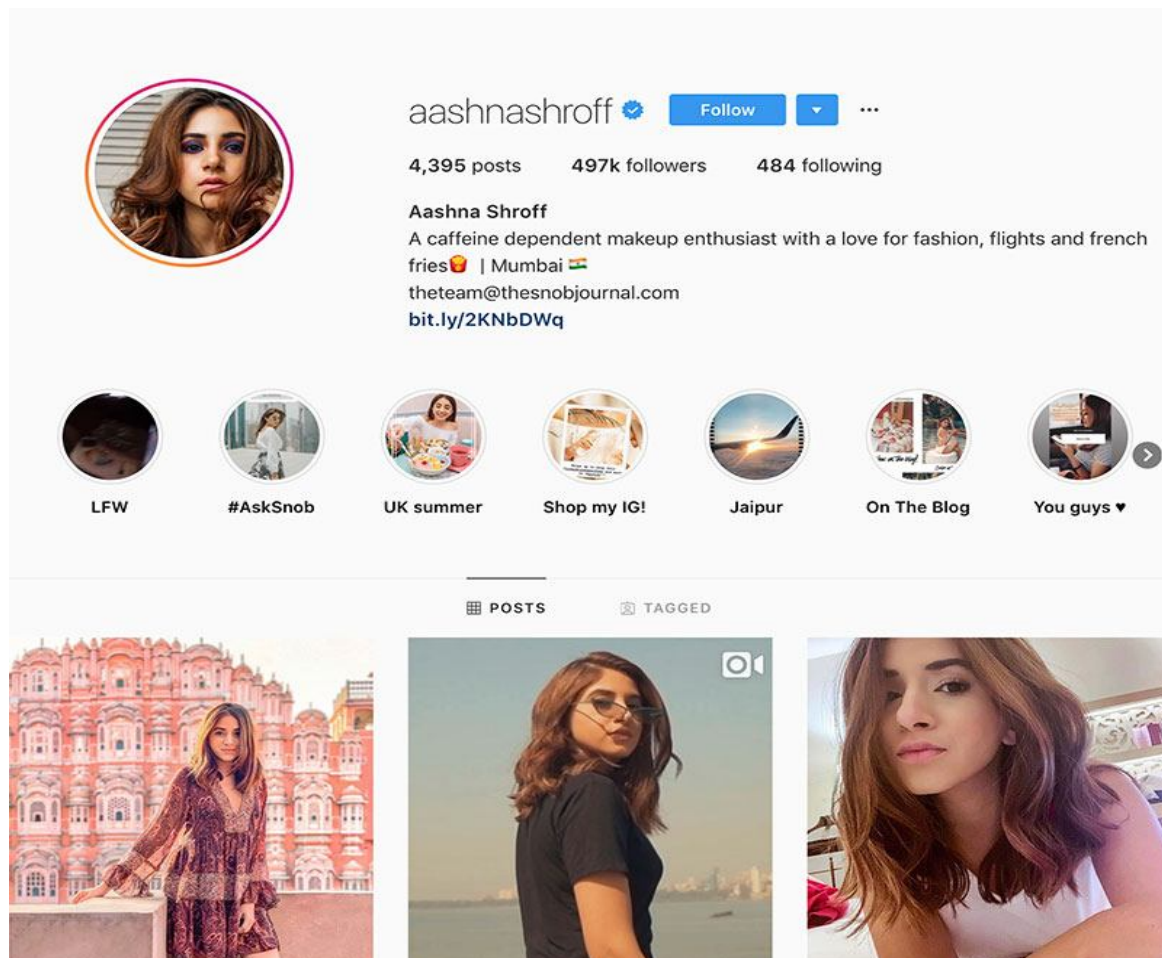 aashnashroff Follow
4,395 posts 497k followers 484 following
Aashna Shroff
A caffeine dependent makeup enthusiast with a love for fashion, flights and french
fries🍟 | Mumbai 🇮🇳
theteam@thesnobjournal.com
bit.ly/2KNbDWq
LFW #AskSnob UK summer Shop my IG! Jaipur On The Blog You guys ♥
POSTS TAGGED